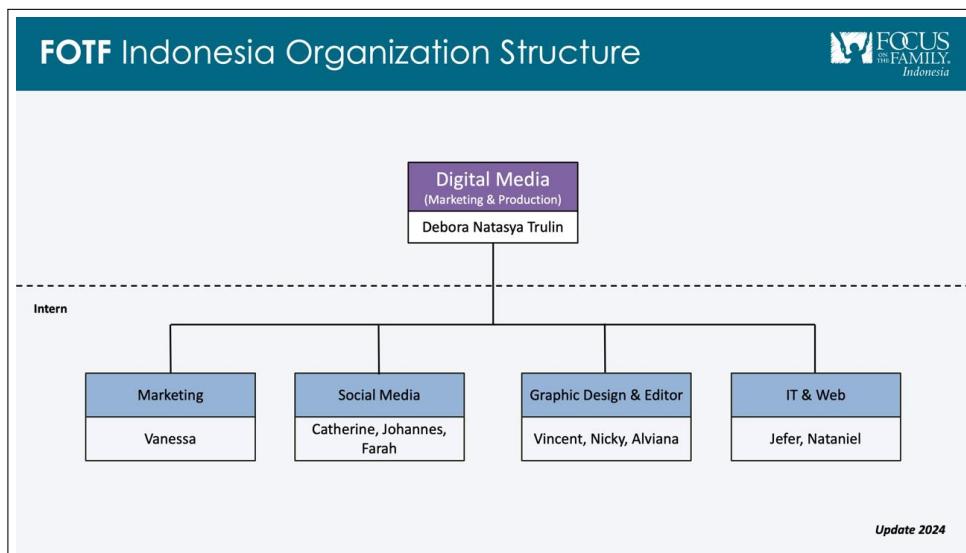 FOTF Indonesia Organization Structure
FOCUS
ON THE FAMILY®
Indonesia
Digital Media
(Marketing & Production)
Debora Natasya Trulin
Intern
Marketing
Vanessa
Social Media
Catherine, Johannes,
Farah
Graphic Design & Editor
Vincent, Nicky, Alviana
IT & Web
Jefer, Nataniel
Update 2024